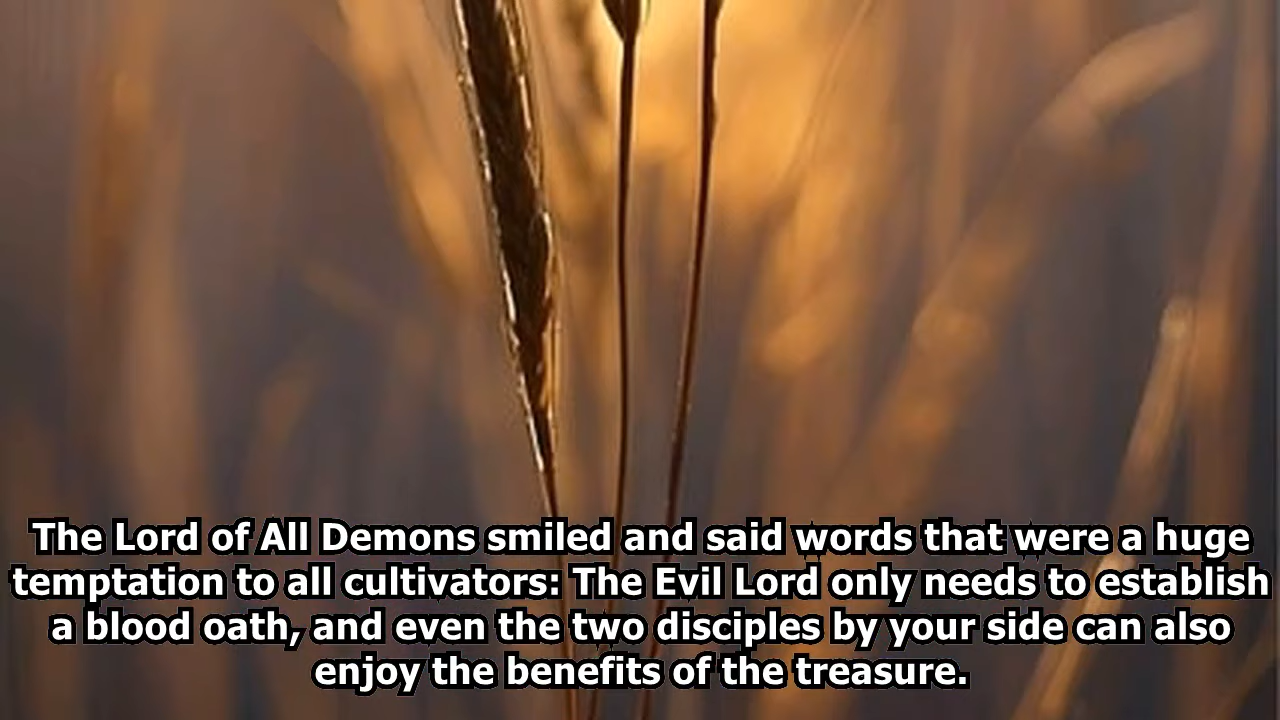 The Lord of All Demons smiled and said words that were a huge
temptation to all cultivators: The Evil Lord only needs to establish
a blood oath, and even the two disciples by your side can also
enjoy the benefits of the treasure.